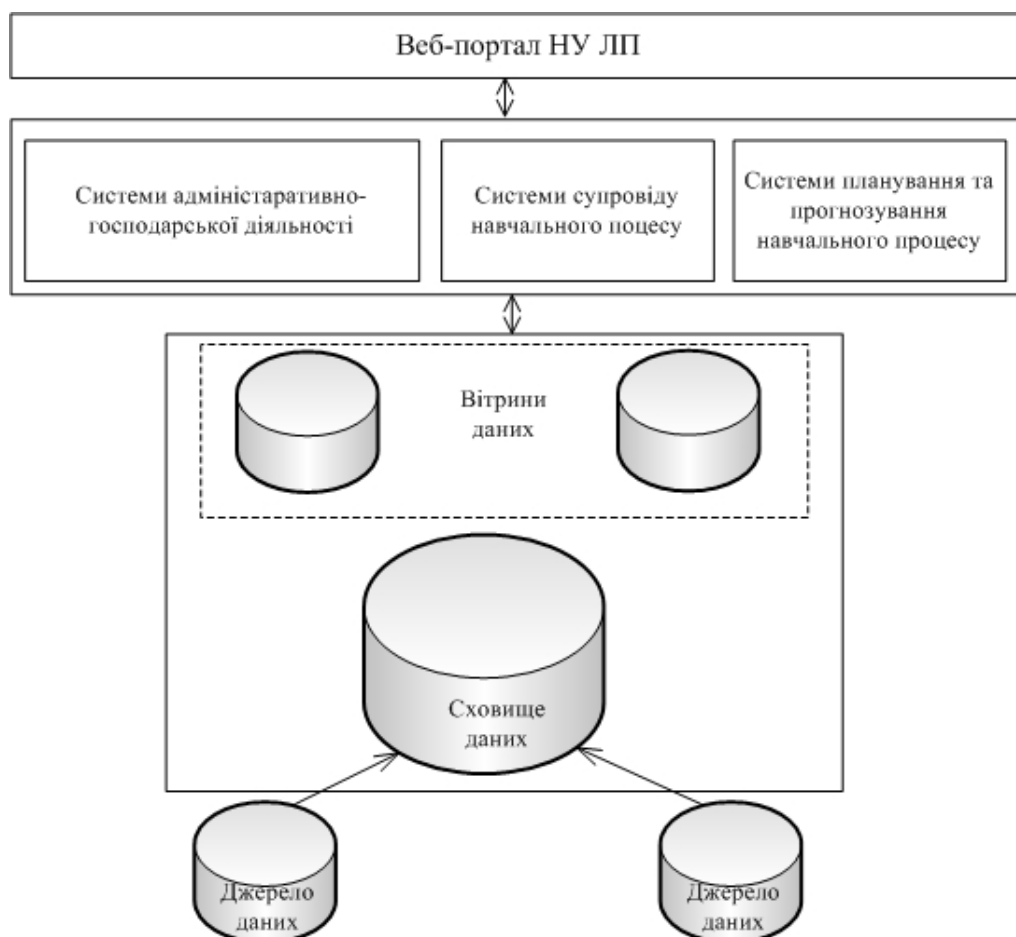 Веб-портал НУ ЛП
Системи адміністаративно-
господарської діяльності
Системи супровіду
навчального поцесу
Системи планування та
прогнозування
навчального процесу
Вітрини
даних
Сховище
даних
Джерело
даних
Джерело
даних